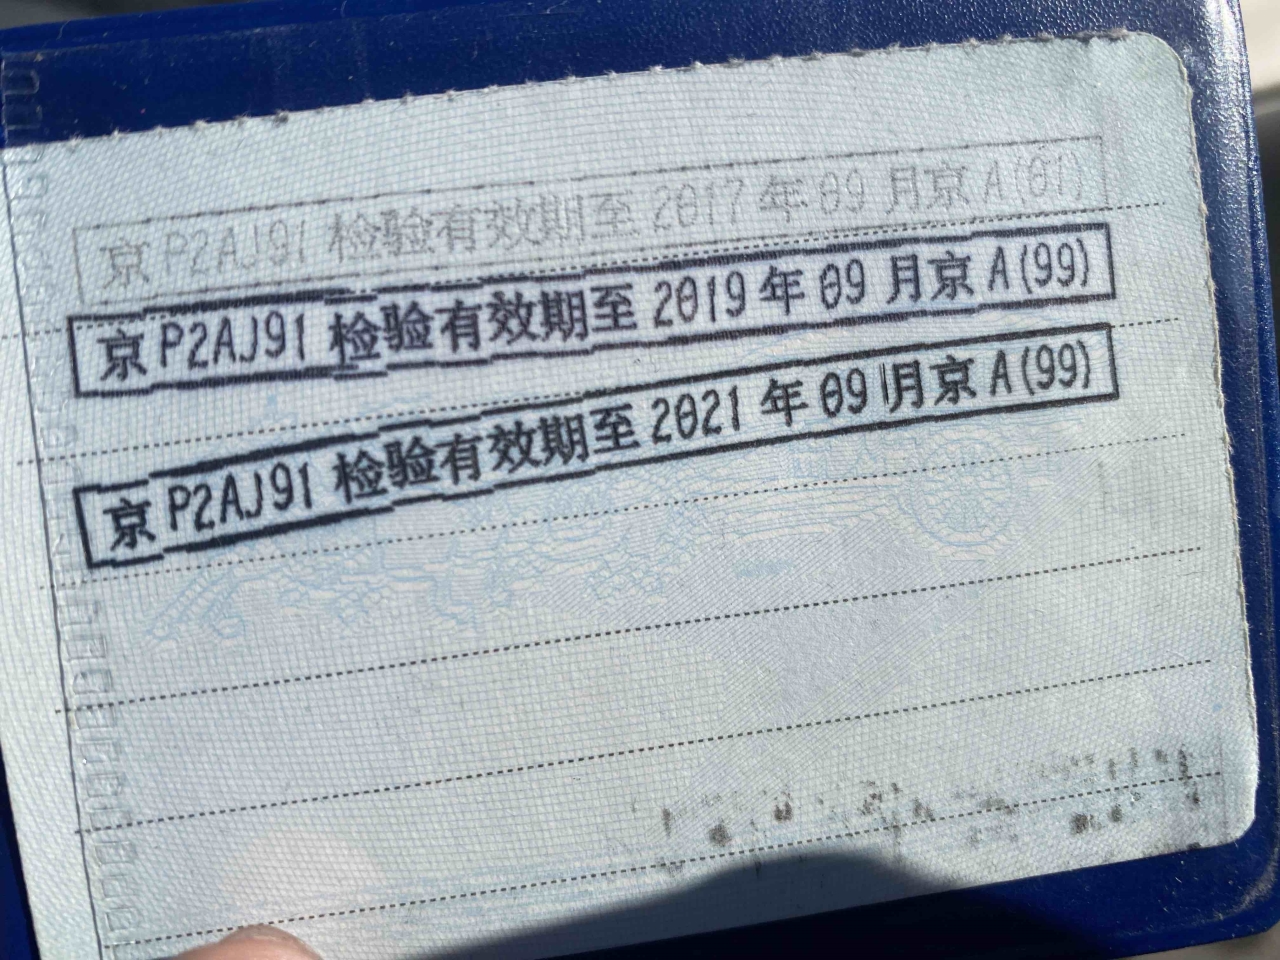 京P2AJ91 检验有效期至 2017 年 09 月京 A(01)
京P2AJ91 检验有效期至 2019 年 09 月京 A(99)
京P2AJ91 检验有效期至 2021 年 09 月京 A(99)